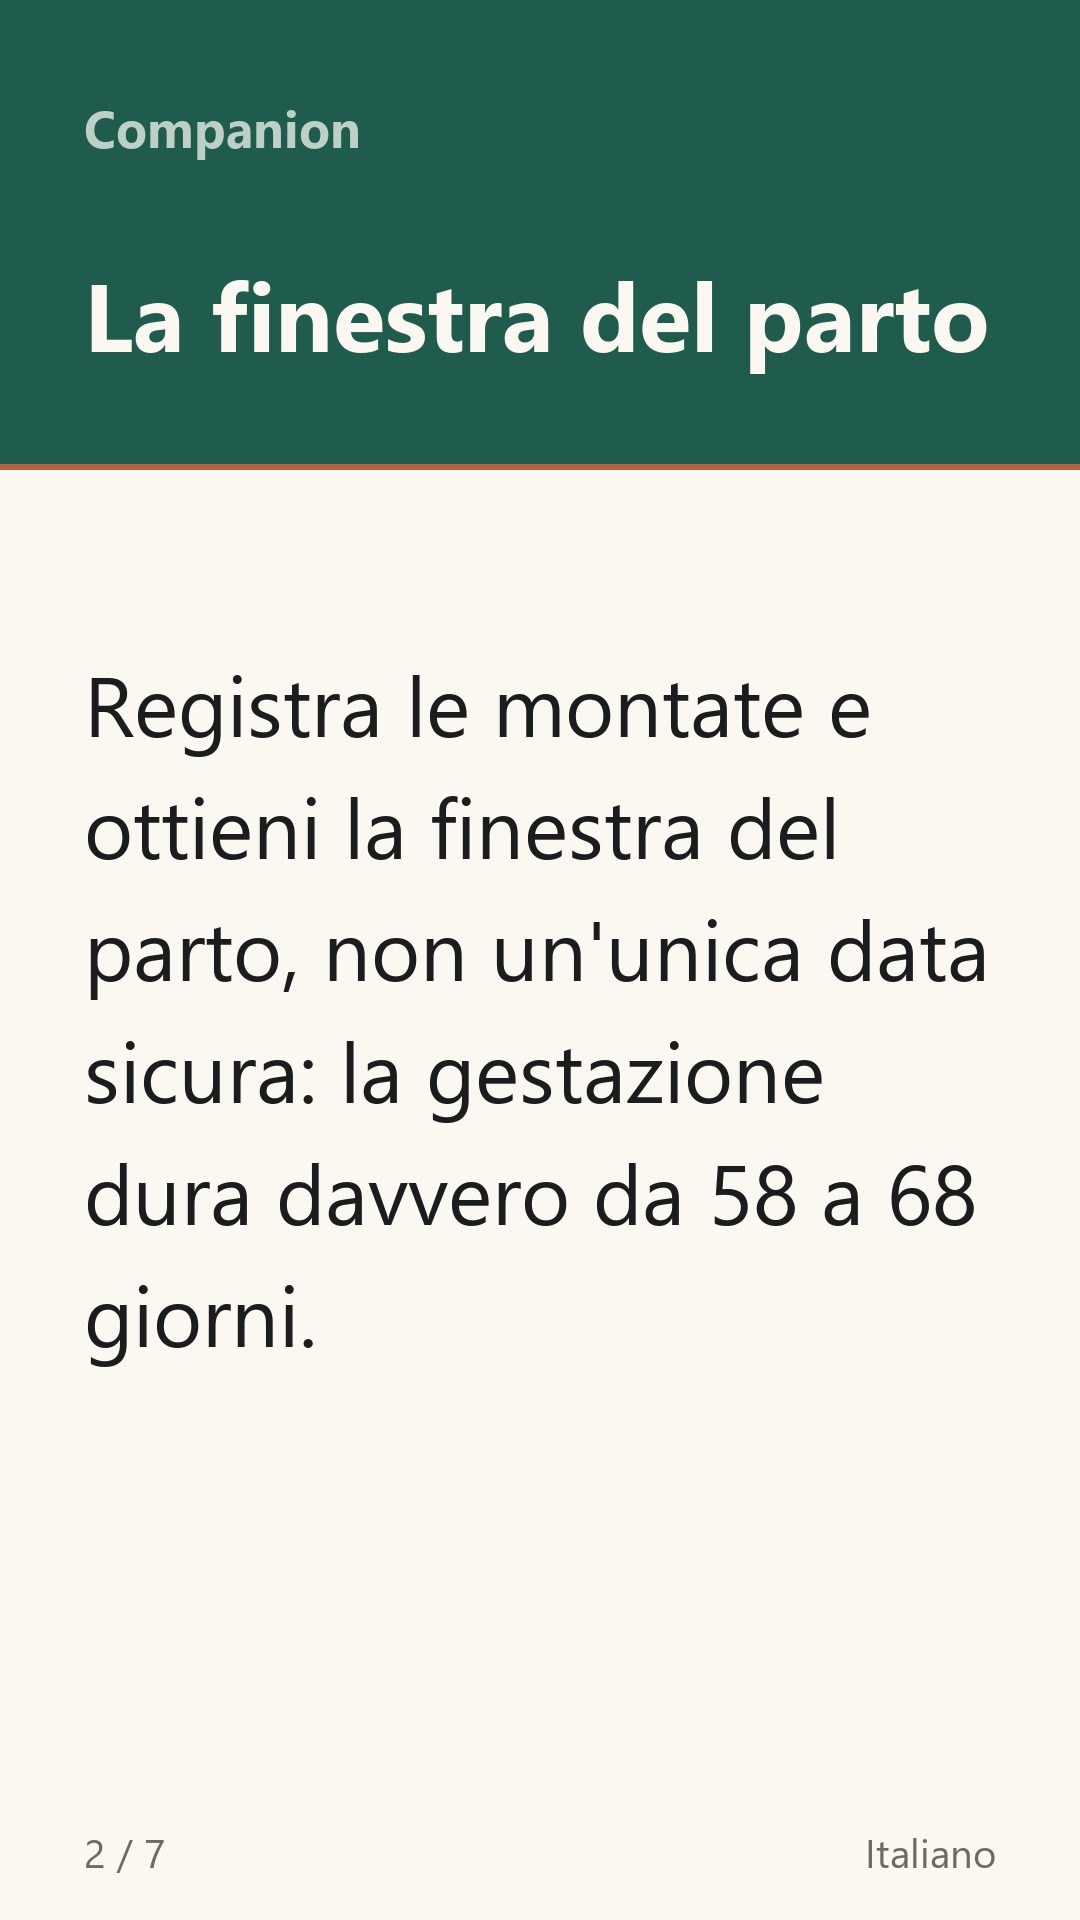 Companion
La finestra del parto
Registra le montate e
ottieni la finestra del
parto, non un'unica data
sicura: la gestazione
dura davvero da 58 a 68
giorni.
2 / 7
Italiano